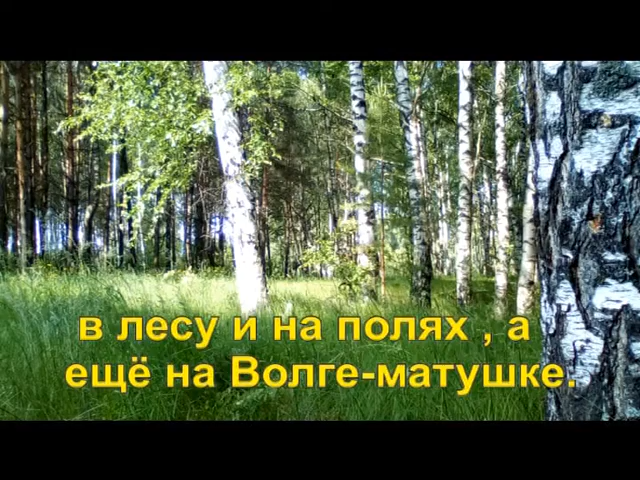 в лесу и на полях , а
ещё на Волге-матушке.